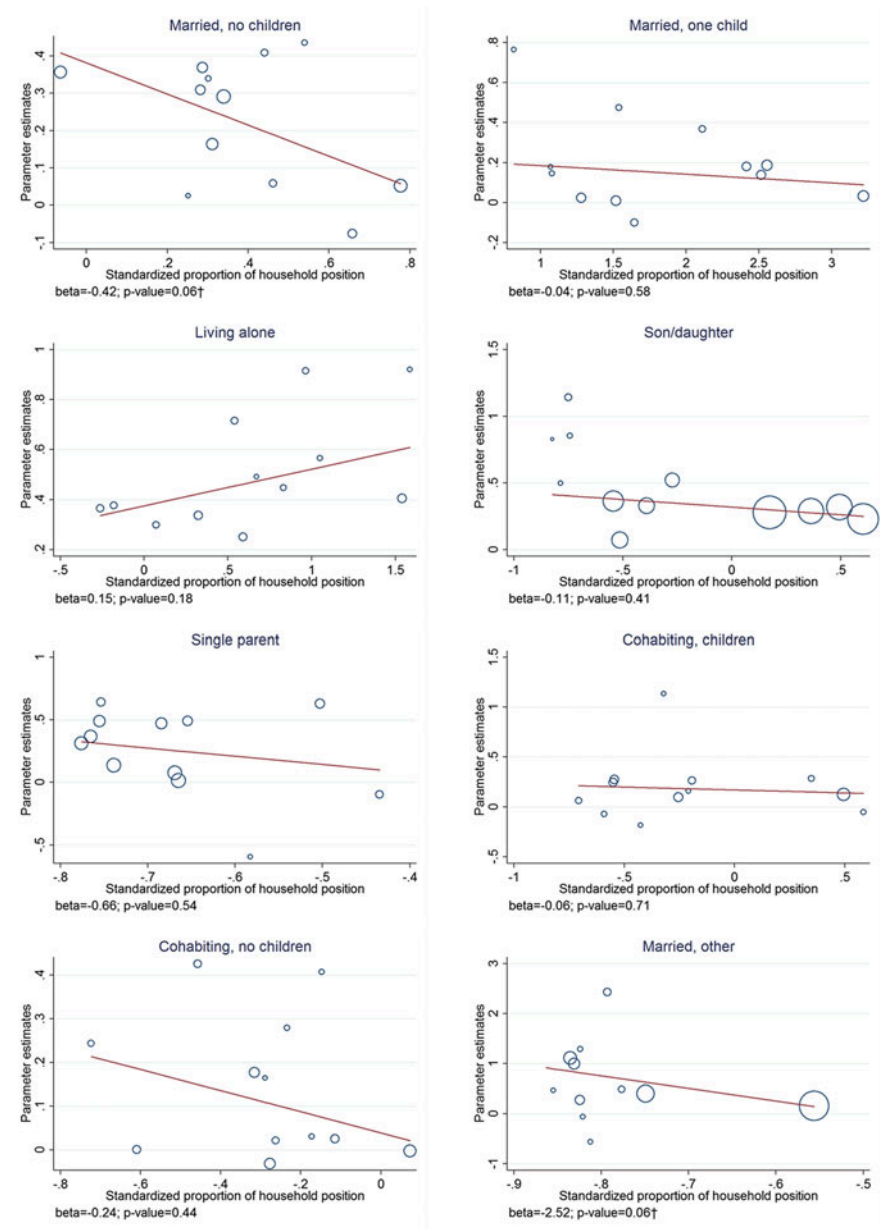 Married, no children
Parameter estimates
.4
.3
.2
.1
0
-.1
0
.2
.4
.6
.8
Standardized proportion of household position
beta=-0.42; p-value=0.06†
Married, one child
Parameter estimates
.8
.6
.4
.2
0
-.2
1
1.5
2
2.5
3
Standardized proportion of household position
beta=-0.04; p-value=0.58
Living alone
Parameter estimates
1
.8
.6
.4
.2
-.5
0
.5
1
1.5
Standardized proportion of household position
beta=0.15; p-value=0.18
Son/daughter
Parameter estimates
1.5
1
.5
0
-1
-.5
0
.5
Standardized proportion of household position
beta=-0.11; p-value=0.41
Single parent
Parameter estimates
1
.5
0
-.5
-.8
-.7
-.6
-.5
-.4
Standardized proportion of household position
beta=-0.66; p-value=0.54
Cohabiting, children
Parameter estimates
1.5
1
.5
0
-.5
-1
-.5
0
.5
Standardized proportion of household position
beta=-0.06; p-value=0.71
Cohabiting, no children
Parameter estimates
.4
.3
.2
.1
0
-.8
-.6
-.4
-.2
0
Standardized proportion of household position
beta=-0.24; p-value=0.44
Married, other
Parameter estimates
3
2
1
0
-1
-.9
-.8
-.7
-.6
-.5
Standardized proportion of household position
beta=-2.52; p-value=0.06†